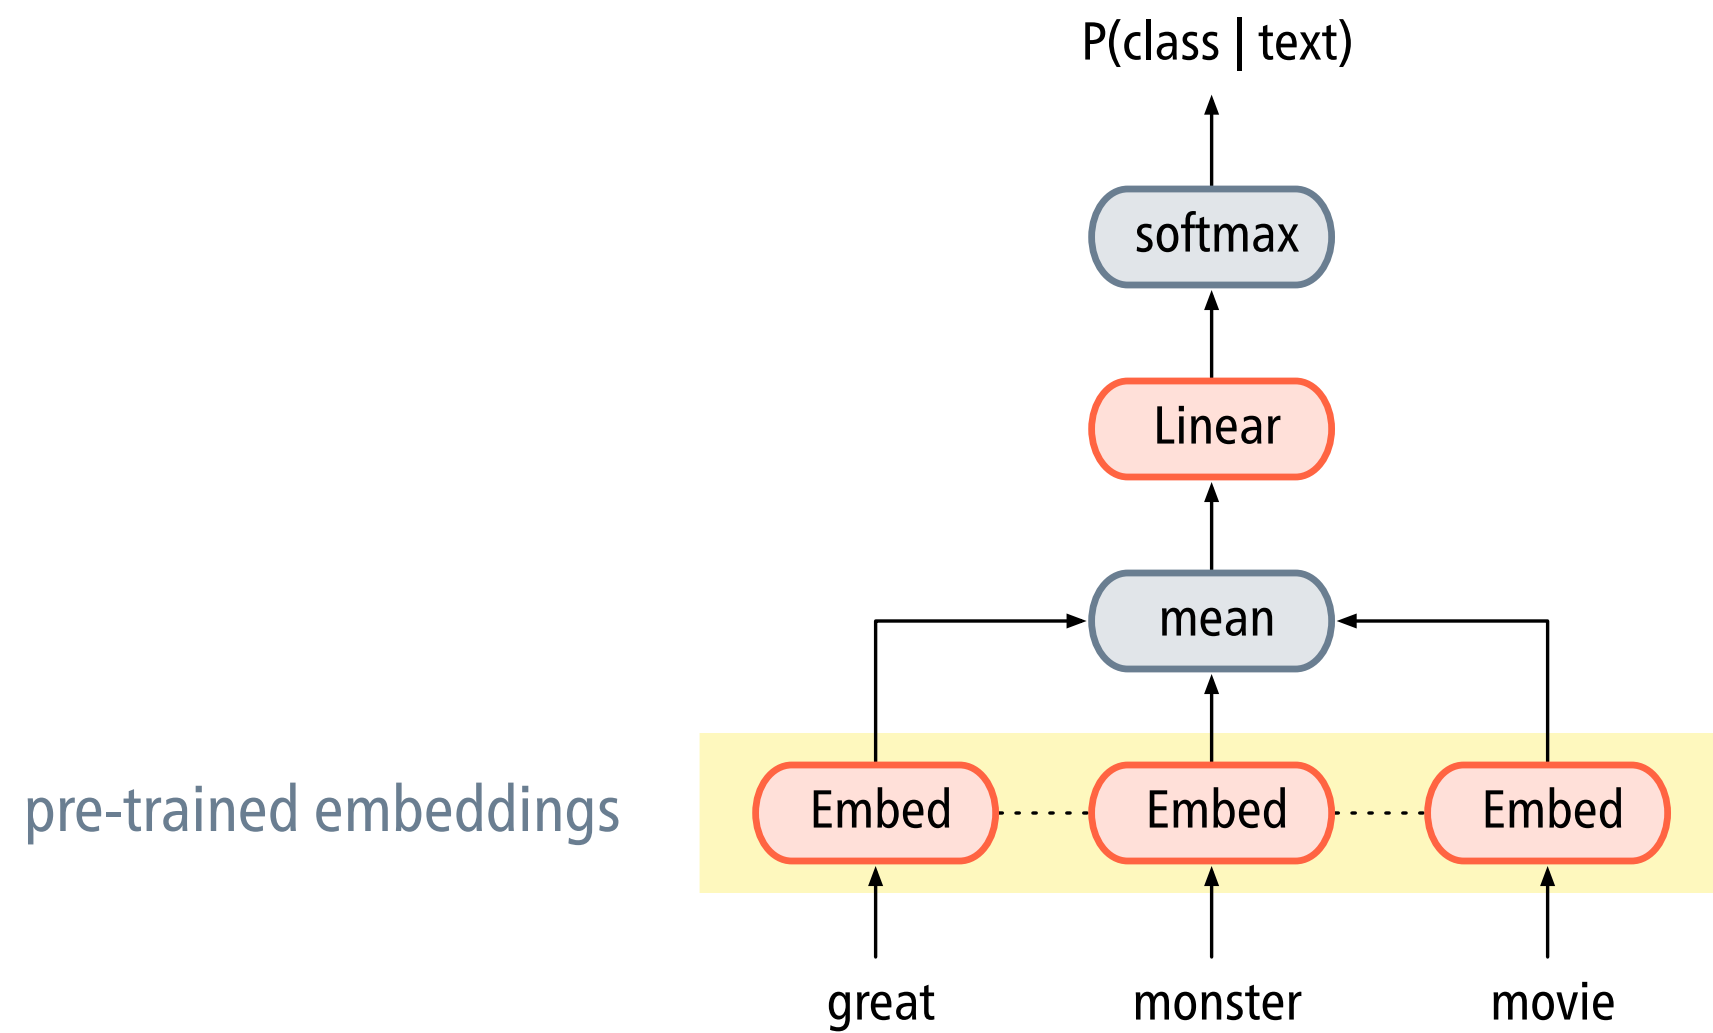 P(class | text)
softmax
Linear
mean
pre-trained embeddings
Embed Embed Embed
great monster movie